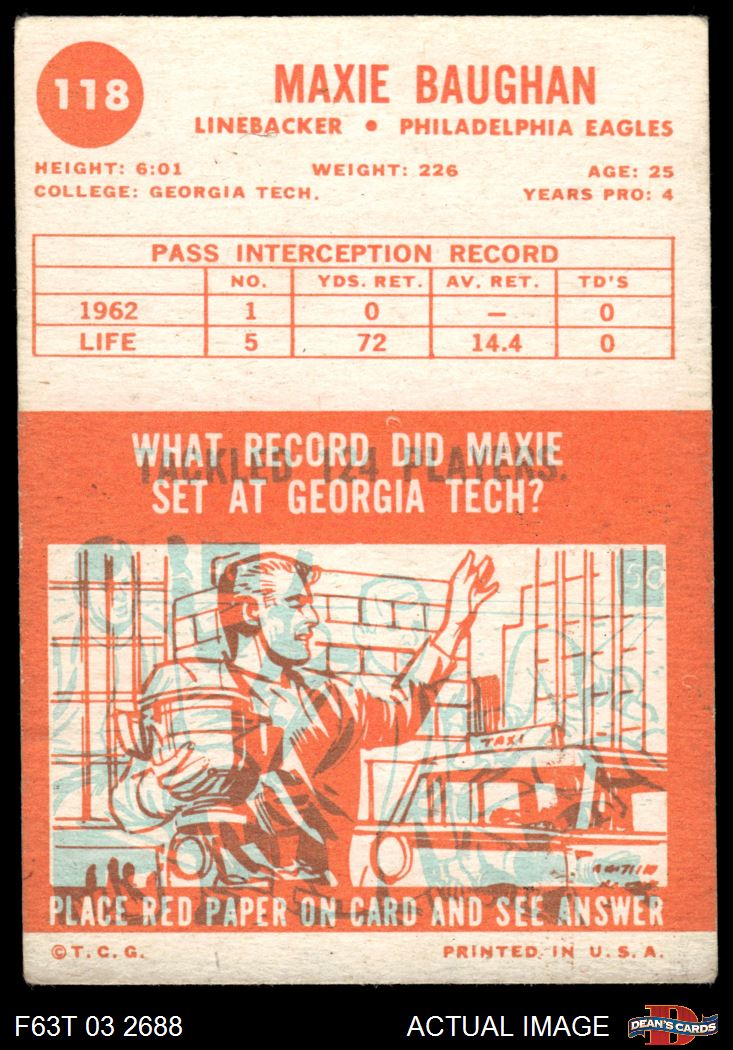 118
MAXIE BAUGHAN
LINEBACKER • PHILADELPHIA EAGLES
HEIGHT: 6:01 WEIGHT: 226 AGE: 25
COLLEGE: GEORGIA TECH. YEARS PRO: 4
PASS INTERCEPTION RECORD
NO. YDS. RET. AV. RET. TD'S
1962 1 0 – 0
LIFE 5 72 14.4 0
WHAT RECORD DID MAXIE
TACKLED 124 PLAYERS.
SET AT GEORGIA TECH?
50
TAXI
PLACE RED PAPER ON CARD AND SEE ANSWER
©T.C.G. PRINTED IN U.S.A.
F63T 03 2688 ACTUAL IMAGE DEAN'S CARDS